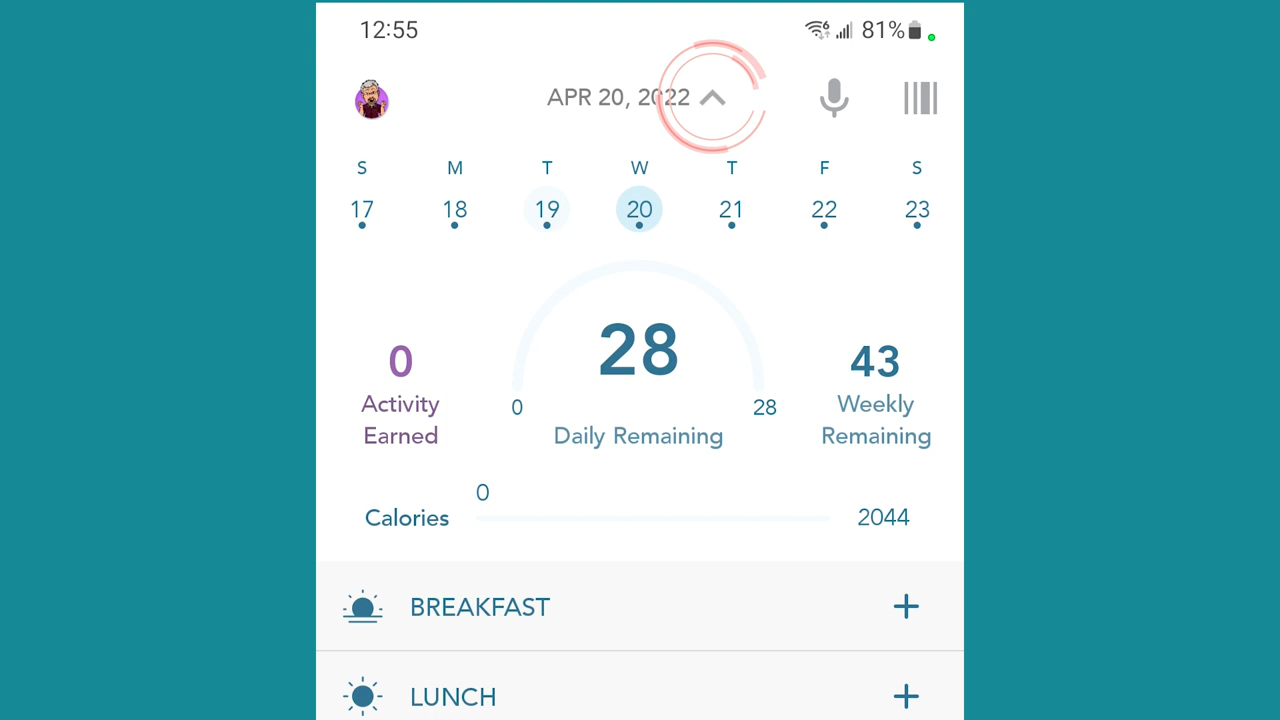 12:55
81%
APR 20, 2022
S M T W T F S
17 18 19 20 21 22 23
28
0 43
Activity Weekly
0 28
Earned Daily Remaining Remaining
0
Calories 2044
BREAKFAST +
LUNCH +